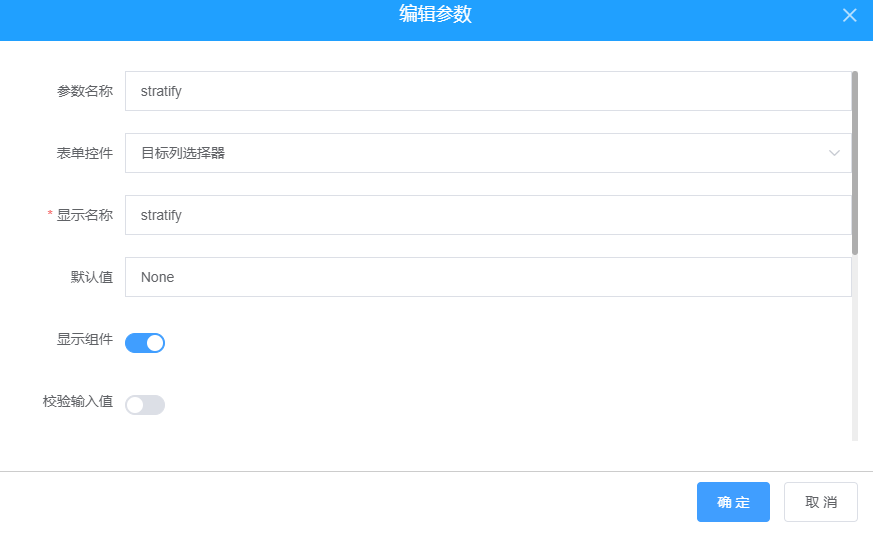 编辑参数
参数名称 stratify
表单控件 目标列选择器
* 显示名称 stratify
默认值 None
显示组件
校验输入值
确 定 取 消